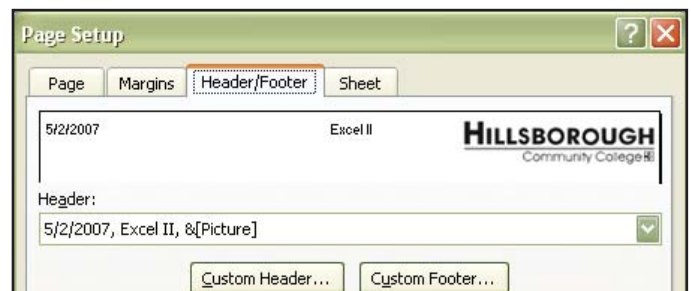 Page Setup
Page Margins Header/Footer Sheet
5/2/2007 Excel II HILLSBOROUGH
Community College
Header:
5/2/2007, Excel II, &[Picture]
Custom Header... Custom Footer...